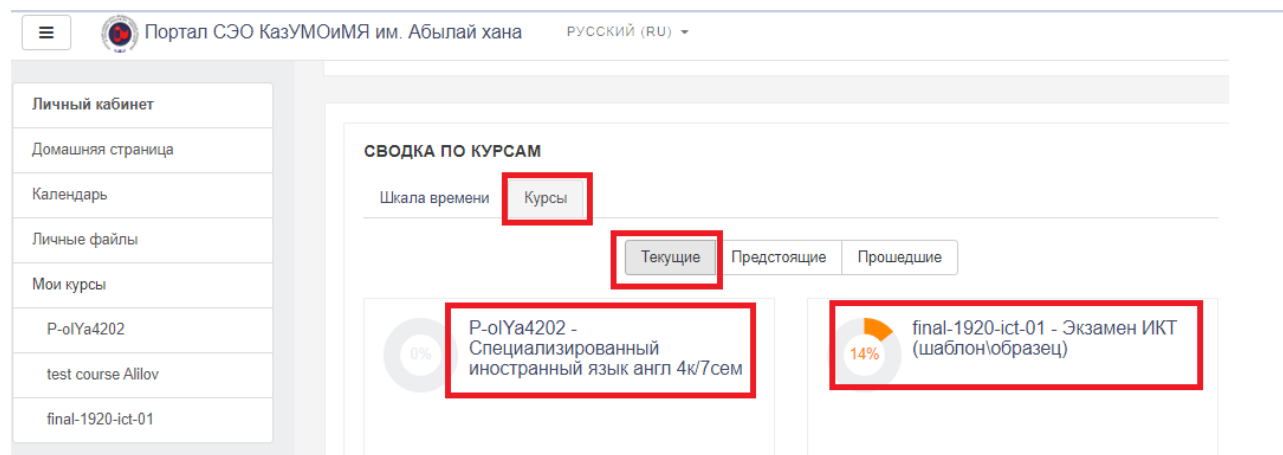 Портал СЭО КазУМОиМЯ им. Абылай хана РУССКИЙ (RU)
Личный кабинет
Домашняя страница
Календарь
Личные файлы
Мои курсы
P-olYa4202
test course Alilov
final-1920-ict-01
СВОДКА ПО КУРСАМ
Шкала времени Курсы
Текущие Предстоящие Прошедшие
0%
P-olYa4202 -
Специализированный
иностранный язык англ 4к/7сем
14%
final-1920-ict-01 - Экзамен ИКТ
(шаблон\образец)